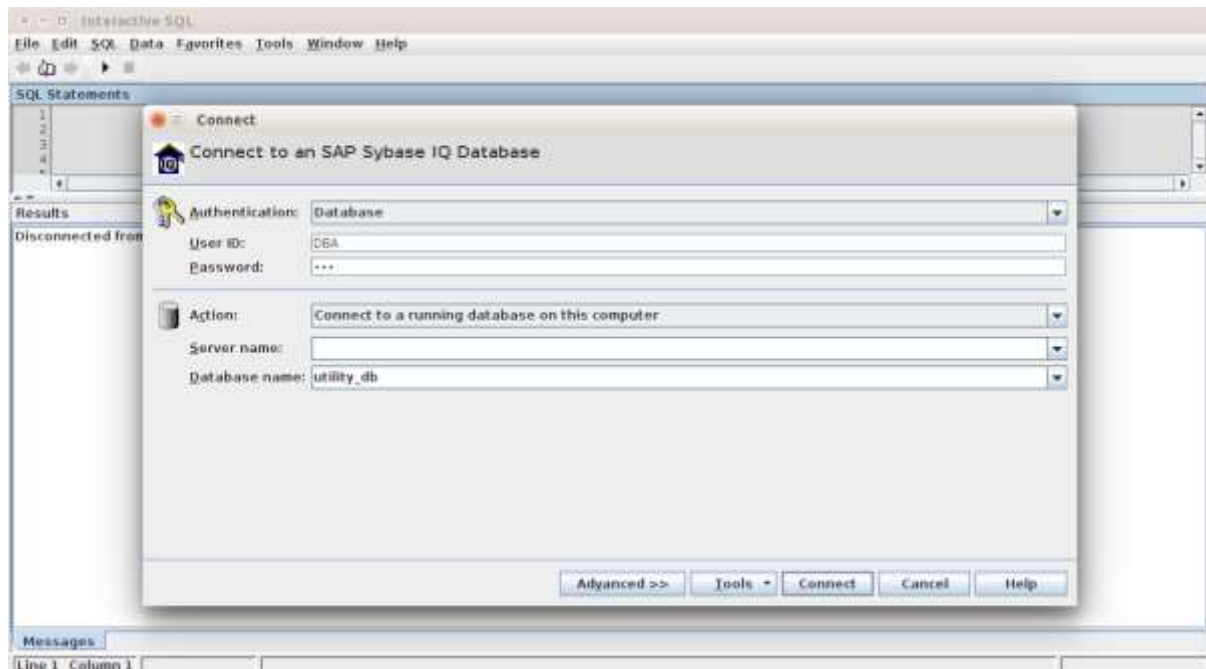 Interactive SQL
File Edit SQL Data Favorites Tools Window Help
SQL Statements
1
2
3
4
Connect
Connect to an SAP Sybase IQ Database
IQ
Authentication: Database
User ID: DBA
Password: ***
Action: Connect to a running database on this computer
Server name:
Database name: utility_db
Results
Disconnected from
Advanced >> Tools Connect Cancel Help
Messages
Line 1 Column 1